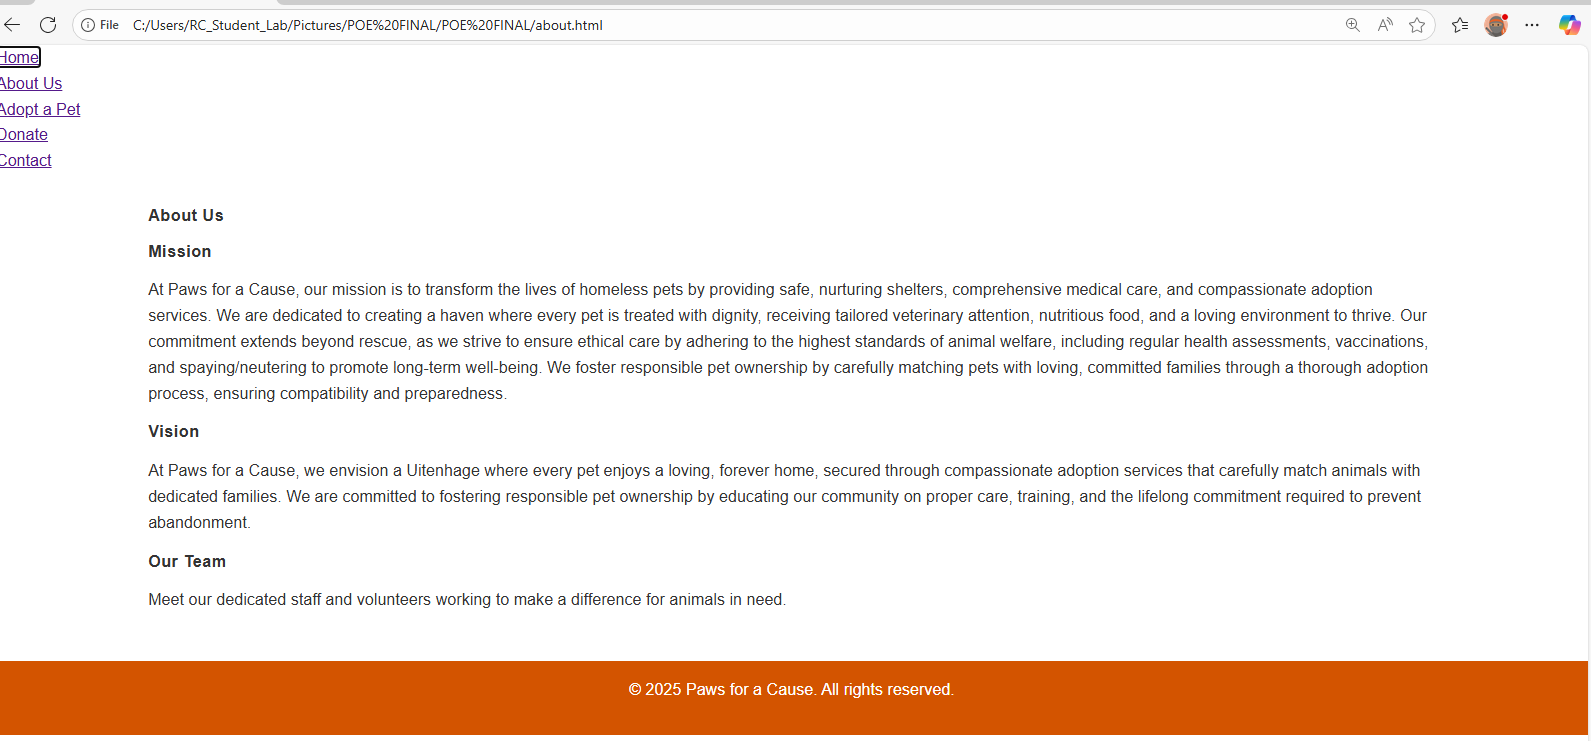 File C:/Users/RC_Student_Lab/Pictures/POE%20FINAL/POE%20FINAL/about.html
Home
About Us
Adopt a Pet
Donate
Contact
About Us
Mission
At Paws for a Cause, our mission is to transform the lives of homeless pets by providing safe, nurturing shelters, comprehensive medical care, and compassionate adoption
services. We are dedicated to creating a haven where every pet is treated with dignity, receiving tailored veterinary attention, nutritious food, and a loving environment to thrive. Our
commitment extends beyond rescue, as we strive to ensure ethical care by adhering to the highest standards of animal welfare, including regular health assessments, vaccinations,
and spaying/neutering to promote long-term well-being. We foster responsible pet ownership by carefully matching pets with loving, committed families through a thorough adoption
process, ensuring compatibility and preparedness.
Vision
At Paws for a Cause, we envision a Uitenhage where every pet enjoys a loving, forever home, secured through compassionate adoption services that carefully match animals with
dedicated families. We are committed to fostering responsible pet ownership by educating our community on proper care, training, and the lifelong commitment required to prevent
abandonment.
Our Team
Meet our dedicated staff and volunteers working to make a difference for animals in need.
© 2025 Paws for a Cause. All rights reserved.